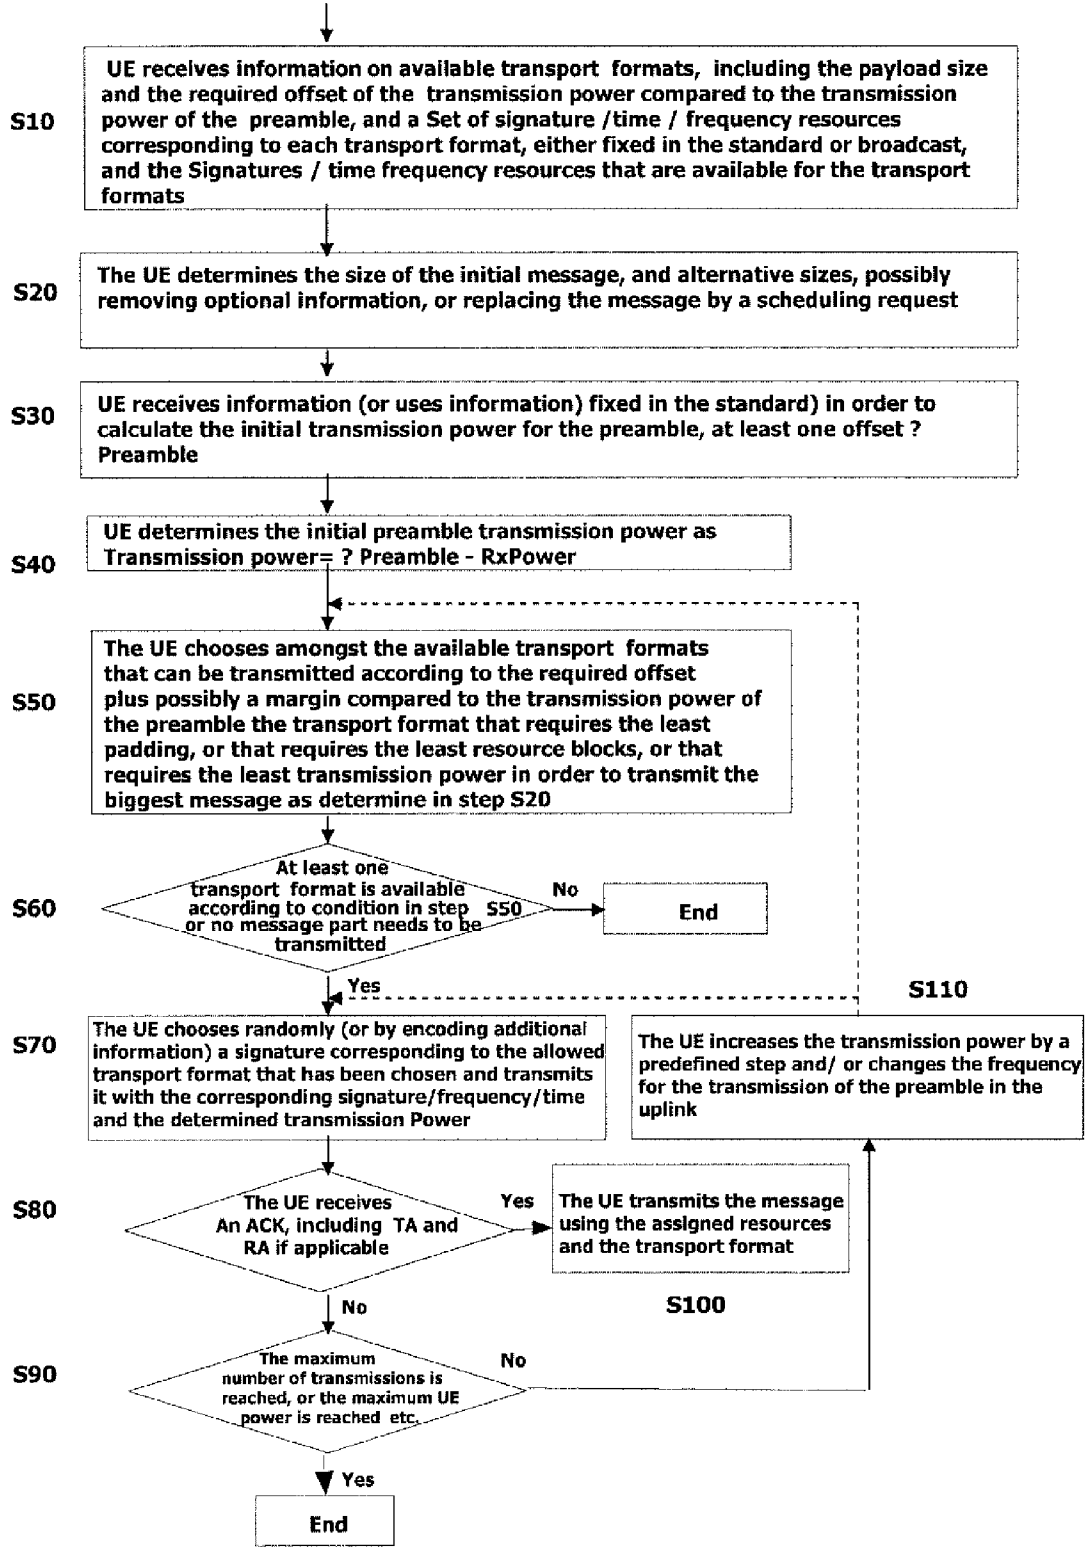 S10
UE receives information on available transport formats, including the payload size
and the required offset of the transmission power compared to the transmission
power of the preamble, and a Set of signature /time / frequency resources
corresponding to each transport format, either fixed in the standard or broadcast,
and the Signatures / time frequency resources that are available for the transport
formats
S20
The UE determines the size of the initial message, and alternative sizes, possibly
removing optional information, or replacing the message by a scheduling request
S30
UE receives information (or uses information) fixed in the standard) in order to
calculate the initial transmission power for the preamble, at least one offset ?
Preamble
S40
UE determines the initial preamble transmission power as
Transmission power= ? Preamble - RxPower
S50
The UE chooses amongst the available transport formats
that can be transmitted according to the required offset
plus possibly a margin compared to the transmission power of
the preamble the transport format that requires the least
padding, or that requires the least resource blocks, or that
requires the least transmission power in order to transmit the
biggest message as determine in step S20
S60
At least one
transport format is available
according to condition in step S50
or no message part needs to be
transmitted
No
End
Yes
S110
S70
The UE chooses randomly (or by encoding additional
information) a signature corresponding to the allowed
transport format that has been chosen and transmits
it with the corresponding signature/frequency/time
and the determined transmission Power
The UE increases the transmission power by a
predefined step and/ or changes the frequency
for the transmission of the preamble in the
uplink
S80
The UE receives
An ACK, including TA and
RA if applicable
Yes
The UE transmits the message
using the assigned resources
and the transport format
S100
No
S90
The maximum
number of transmissions is
reached, or the maximum UE
power is reached etc.
No
Yes
End